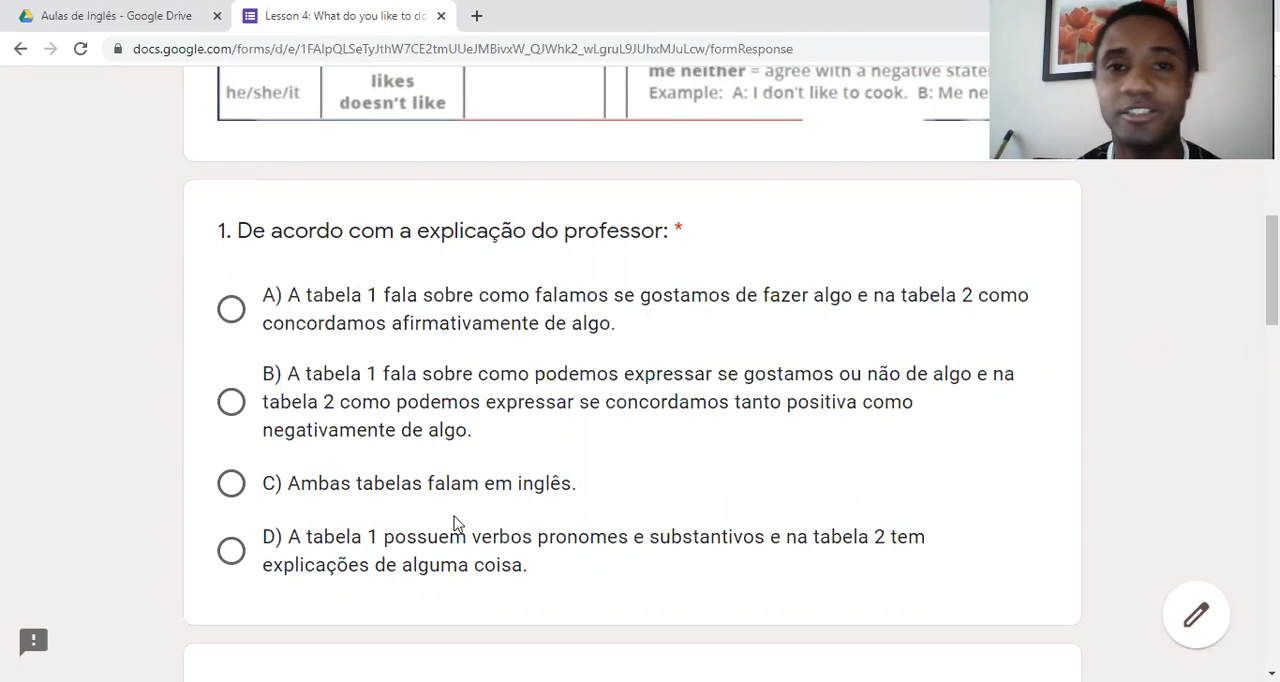 Aulas de Inglês - Google Drive
Lesson 4: What do you like to do
docs.google.com/forms/d/e/1FAIpQLSeTyJthW7CE2tmUUeJMBivxW_QJWhk2_wLgruL9JUhxMJuLcw/formResponse
likes
he/she/it
doesn't like
me neither = agree with a negative
Example: A: I don't like to cook. B: Me
1. De acordo com a explicação do professor: *
A) A tabela 1 fala sobre como falamos se gostamos de fazer algo e na tabela 2 como
concordamos afirmativamente de algo.
B) A tabela 1 fala sobre como podemos expressar se gostamos ou não de algo e na
tabela 2 como podemos expressar se concordamos tanto positiva como
negativamente de algo.
C) Ambas tabelas falam em inglês.
D) A tabela 1 possuem verbos pronomes e substantivos e na tabela 2 tem
explicações de alguma coisa.